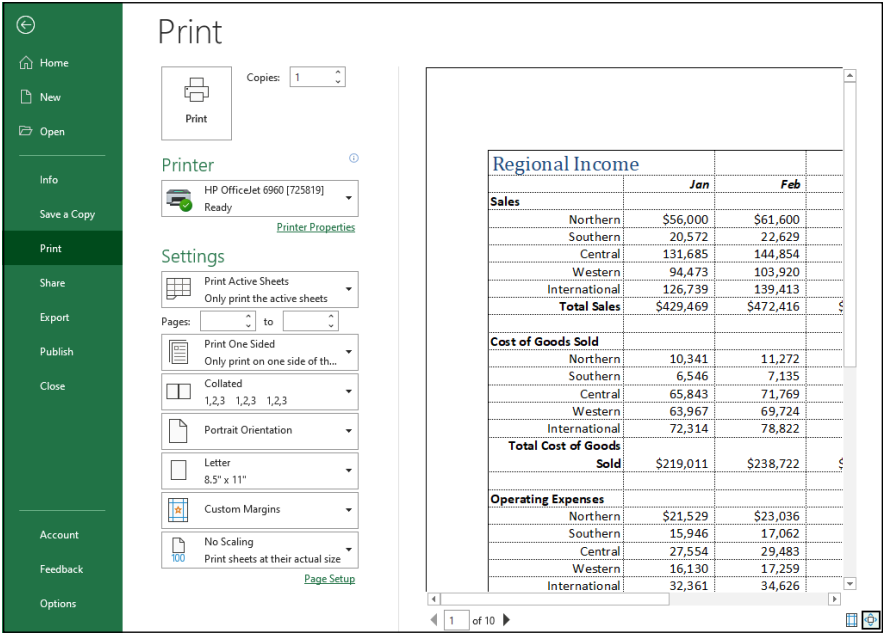 Print
Home
New
Open
Info
Save a Copy
Print
Share
Export
Publish
Close
Account
Feedback
Options
Print
Copies: 1
Printer
HP OfficeJet 6960 [725819]
Ready
Printer Properties
Settings
Print Active Sheets
Only print the active sheets
Pages: to
Print One Sided
Only print on one side of th...
Collated
1,2,3 1,2,3 1,2,3
Portrait Orientation
Letter
8.5" x 11"
Custom Margins
No Scaling
100 Print sheets at their actual size
Page Setup
Regional Income
Jan Feb
Sales
Northern $56,000 $61,600
Southern 20,572 22,629
Central 131,685 144,854
Western 94,473 103,920
International 126,739 139,413
Total Sales $429,469 $472,416 $
Cost of Goods Sold
Northern 10,341 11,272
Southern 6,546 7,135
Central 65,843 71,769
Western 63,967 69,724
International 72,314 78,822
Total Cost of Goods
Sold $219,011 $238,722 $
Operating Expenses
Northern $21,529 $23,036
Southern 15,946 17,062
Central 27,554 29,483
Western 16,130 17,259
International 32,361 34,626
1 of 10